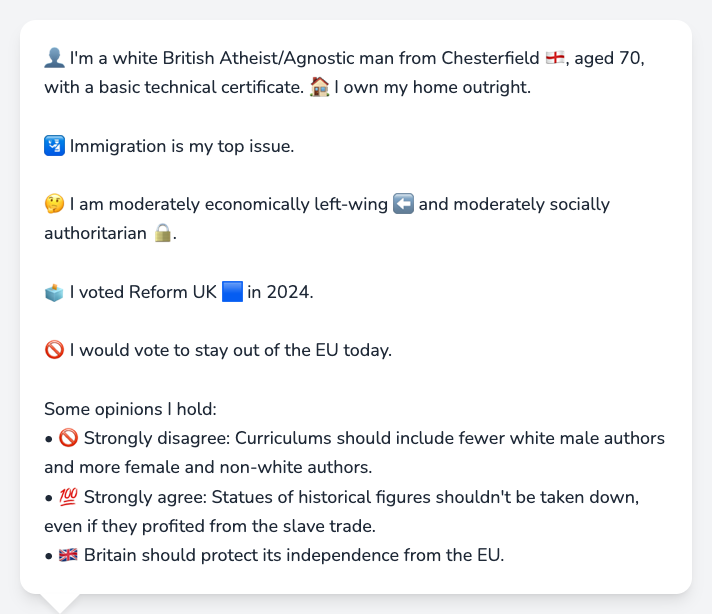 👤 I'm a white British Atheist/Agnostic man from Chesterfield 🏴󠁧󠁢󠁥󠁮󠁧󠁿, aged 70,
with a basic technical certificate. 🏠 I own my home outright.
🛂 Immigration is my top issue.
🤔 I am moderately economically left-wing ⬅️ and moderately socially
authoritarian 🔒.
🗳️ I voted Reform UK 🟦 in 2024.
🚫 I would vote to stay out of the EU today.
Some opinions I hold:
• 🚫 Strongly disagree: Curriculums should include fewer white male authors
and more female and non-white authors.
• 💯 Strongly agree: Statues of historical figures shouldn't be taken down,
even if they profited from the slave trade.
• 🇬🇧 Britain should protect its independence from the EU.